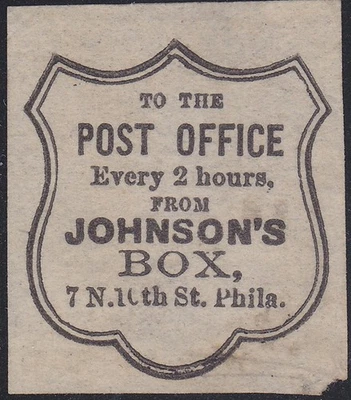 TO THE
POST OFFICE
Every 2 hours,
FROM
JOHNSON'S
BOX,
7 N.10th St. Phila.